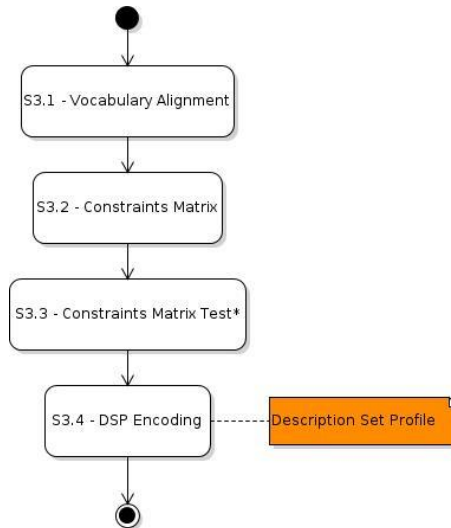 S3.1 - Vocabulary Alignment
S3.2 - Constraints Matrix
S3.3 - Constraints Matrix Test*
S3.4 - DSP Encoding
Description Set Profile